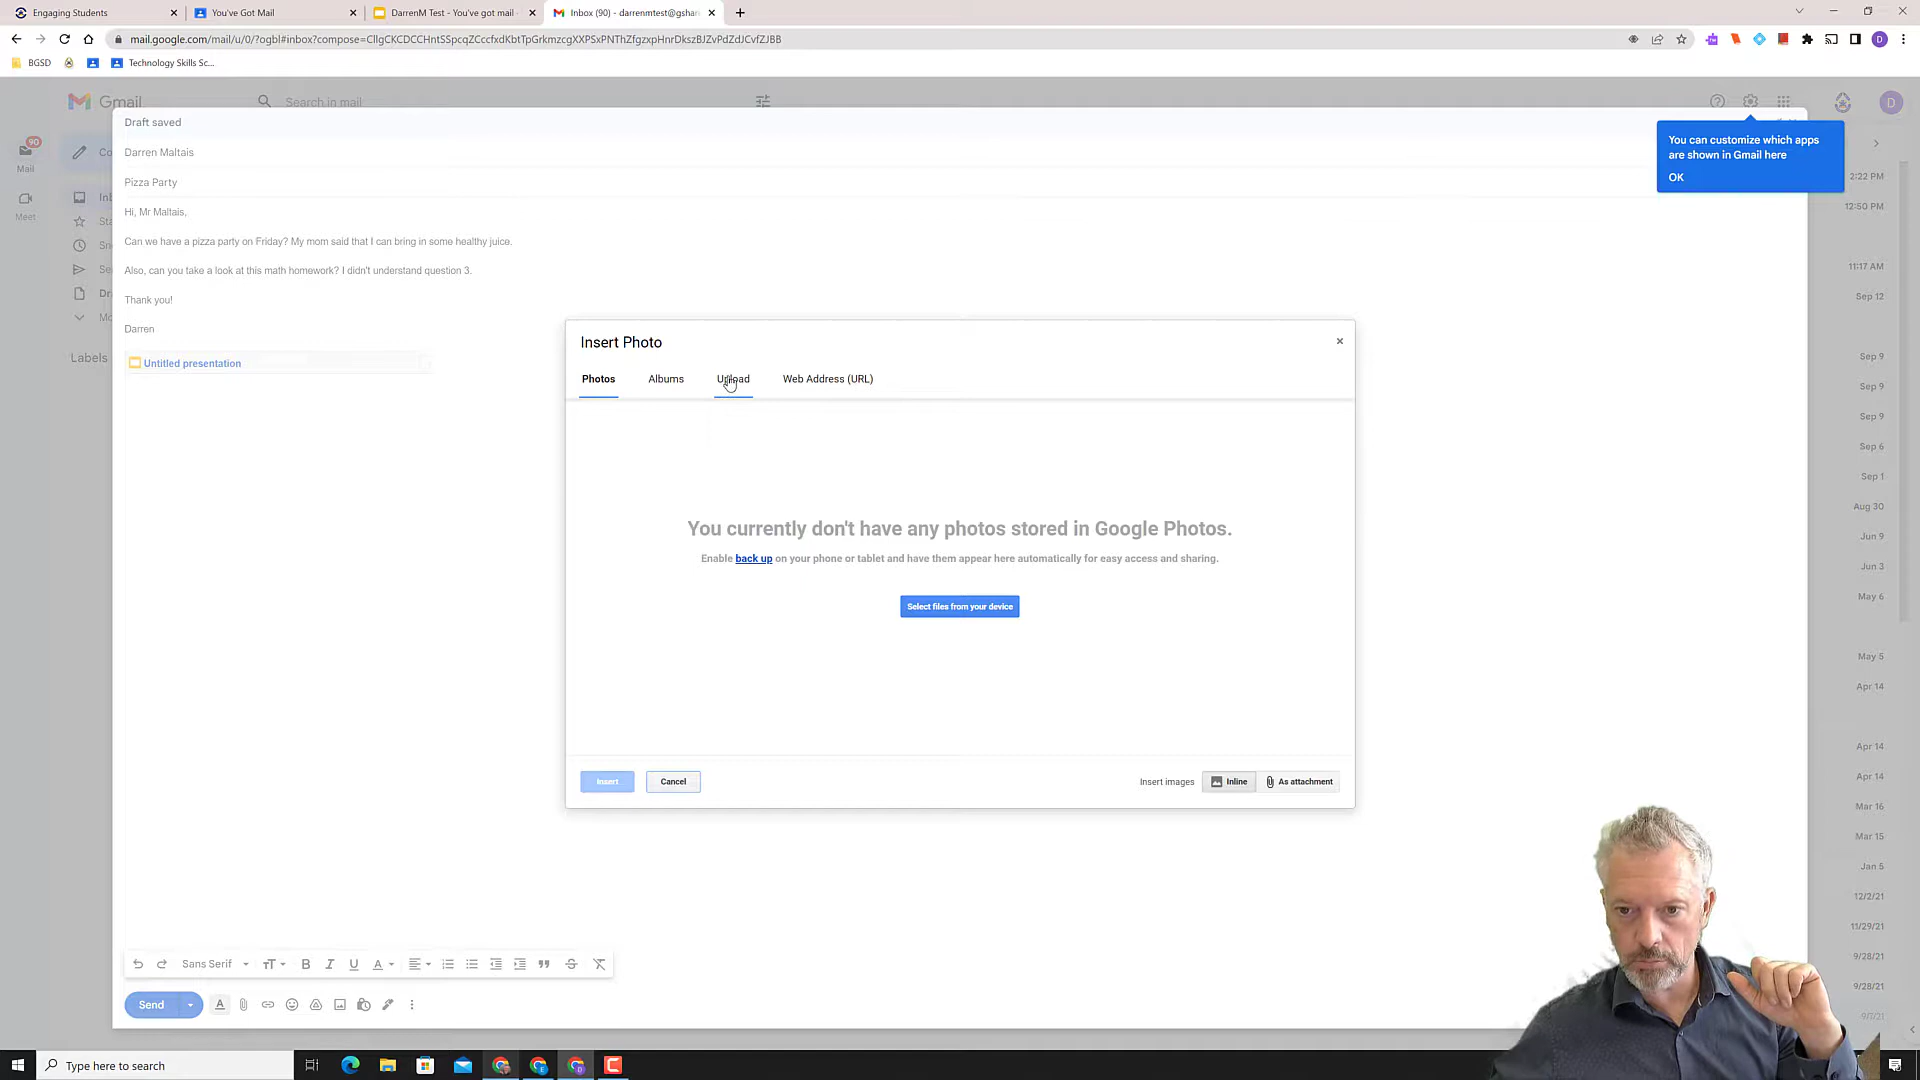 Engaging Students
You've Got Mail
DarrenM Test - You've got mail -
Inbox (90) - darrenmtest@gshar
mail.google.com/mail/u/0/?ogbl#inbox?compose=CllgCKCDCCHntSSpcqZCccfxdKbtTpGrkmzcgXXPSxPNThZfgzxpHnrDkszBJZvPdZdJCvfZJBB
D
BGSD
Technology Skills Sc...
Gmail
Search in mail
D
Draft saved
Darren Maltais
Pizza Party
Hi, Mr Maltais,
Can we have a pizza party on Friday? My mom said that I can bring in some healthy juice.
Also, can you take a look at this math homework? I didn't understand question 3.
Thank you!
Darren
Untitled presentation
90
Mail
Meet
Co
Inb
Sta
Sn
Se
Dr
Mo
Labels
You can customize which apps
are shown in Gmail here
OK
Insert Photo
Photos
Albums
Upload
Web Address (URL)
You currently don't have any photos stored in Google Photos.
Enable back up on your phone or tablet and have them appear here automatically for easy access and sharing.
Select files from your device
Insert
Cancel
Insert images
Inline
As attachment
2:22 PM
12:50 PM
11:17 AM
Sep 12
Sep 9
Sep 9
Sep 9
Sep 6
Sep 1
Aug 30
Jun 9
Jun 3
May 6
May 5
Apr 14
Apr 14
Apr 14
Mar 16
Mar 15
Jan 5
12/2/21
11/29/21
9/28/21
9/28/21
Sans Serif
Send
Type here to search